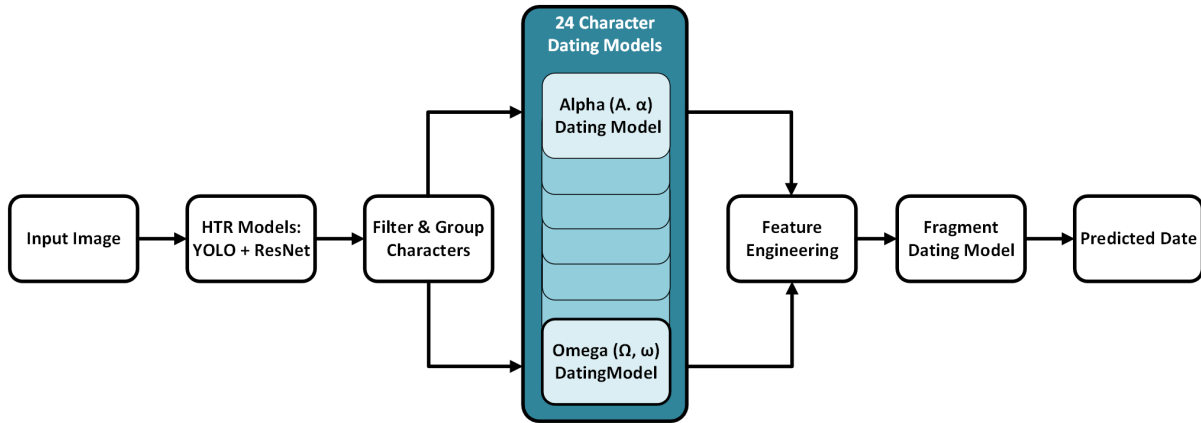 24 Character
Dating Models
Alpha (A. α)
Dating Model
Input Image
HTR Models:
YOLO + ResNet
Filter & Group
Characters
Feature
Engineering
Fragment
Dating Model
Predicted Date
Omega (Ω, ω)
DatingModel